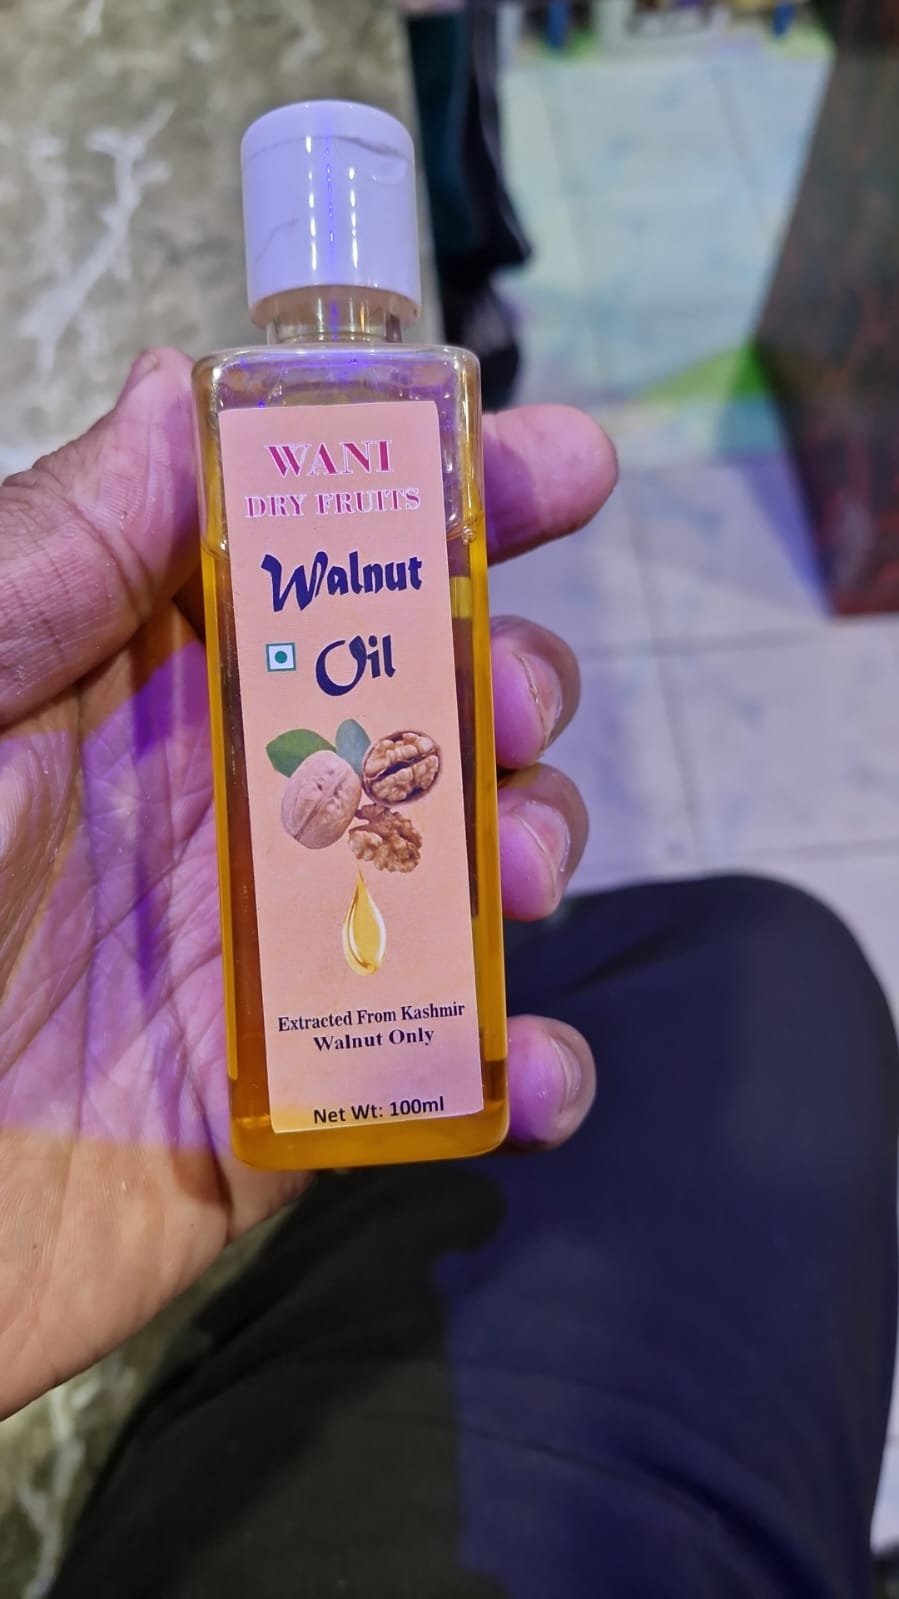 WANI
DRY FRUITS
Walnut
Oil
Extracted From Kashmir
Walnut Only
Net Wt: 100ml